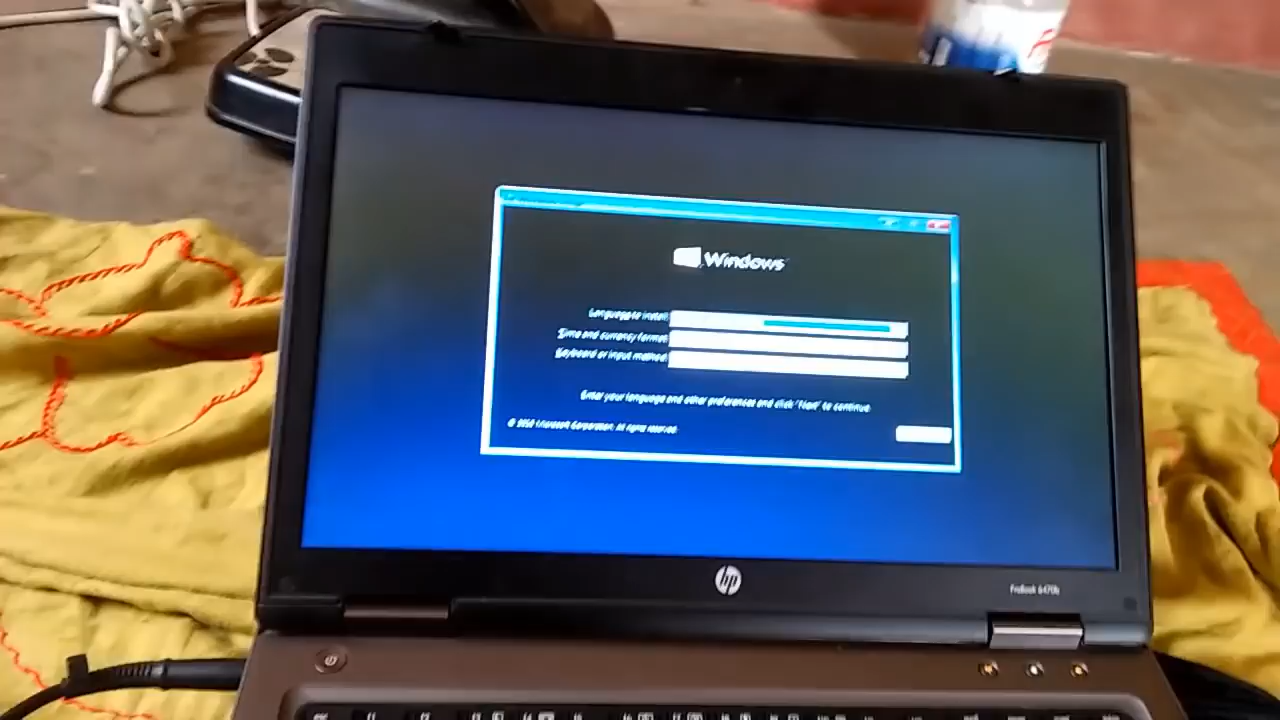 Windows
Language to install:
Time and currency format:
Keyboard or input method:
Enter your language and other preferences and click "Next" to continue.
Microsoft Corporation. All rights reserved.
hp
ProBook 6470b